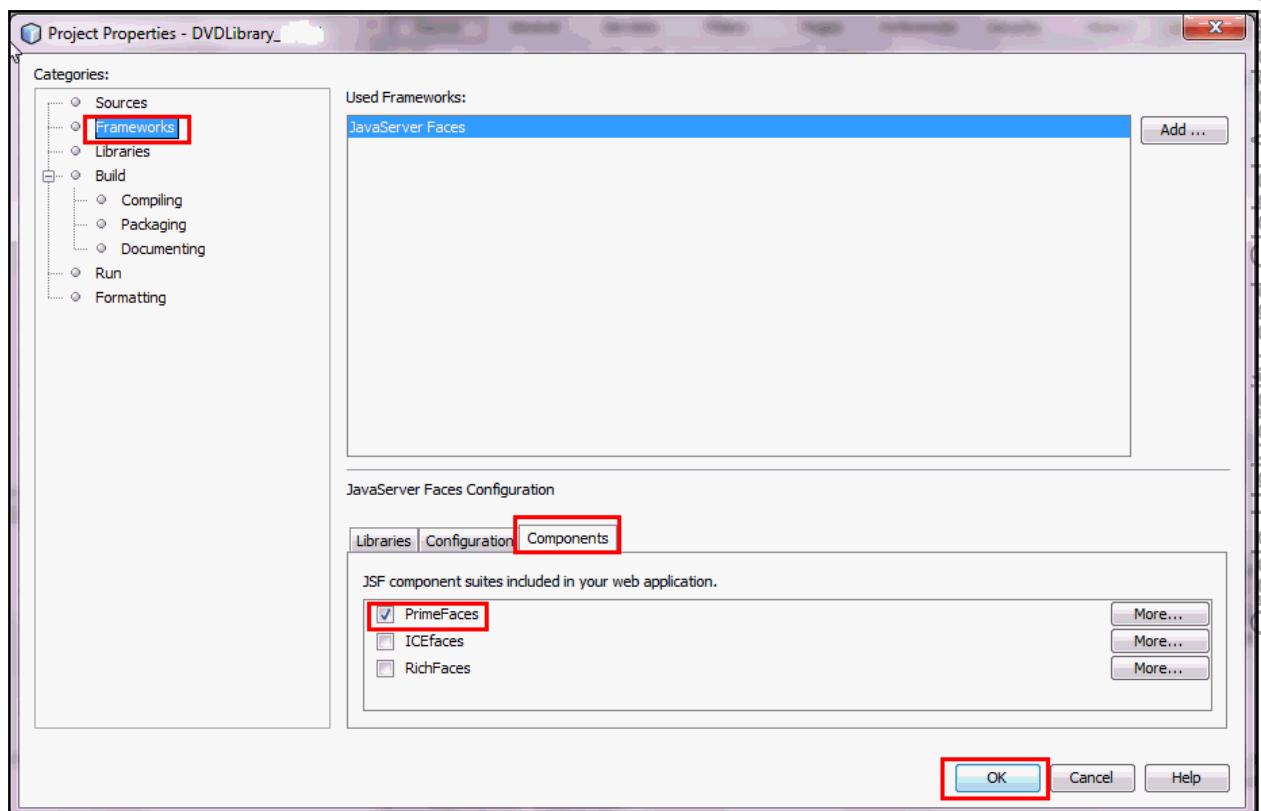 Project Properties - DVDLibrary_
Categories:
Sources
Frameworks
Libraries
Build
Compiling
Packaging
Documenting
Run
Formatting
Used Frameworks:
JavaServer Faces
Add ...
JavaServer Faces Configuration
Libraries Configuration Components
JSF component suites included in your web application.
PrimeFaces More...
ICEfaces More...
RichFaces More...
OK Cancel Help